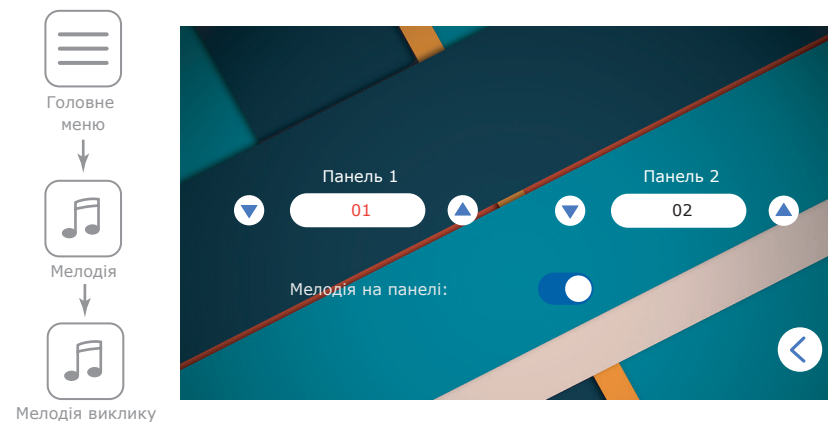 Головне
меню
Мелодія
Мелодія виклику
Панель 1
01
Панель 2
02
Мелодія на панелі: